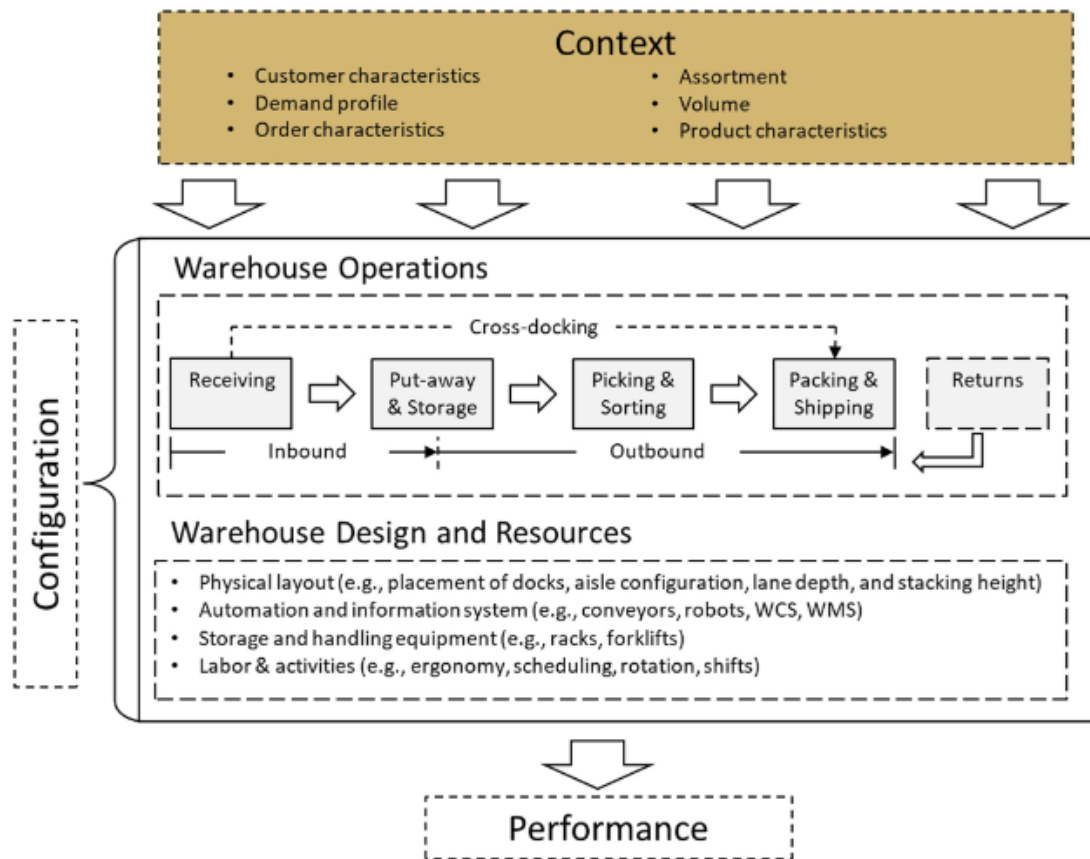 Context
• Customer characteristics
• Demand profile
• Order characteristics
• Assortment
• Volume
• Product characteristics
Configuration
Warehouse Operations
Cross-docking
Receiving
Put-away
& Storage
Picking &
Sorting
Packing &
Shipping
Returns
Inbound
Outbound
Warehouse Design and Resources
• Physical layout (e.g., placement of docks, aisle configuration, lane depth, and stacking height)
• Automation and information system (e.g., conveyors, robots, WCS, WMS)
• Storage and handling equipment (e.g., racks, forklifts)
• Labor & activities (e.g., ergonomy, scheduling, rotation, shifts)
Performance